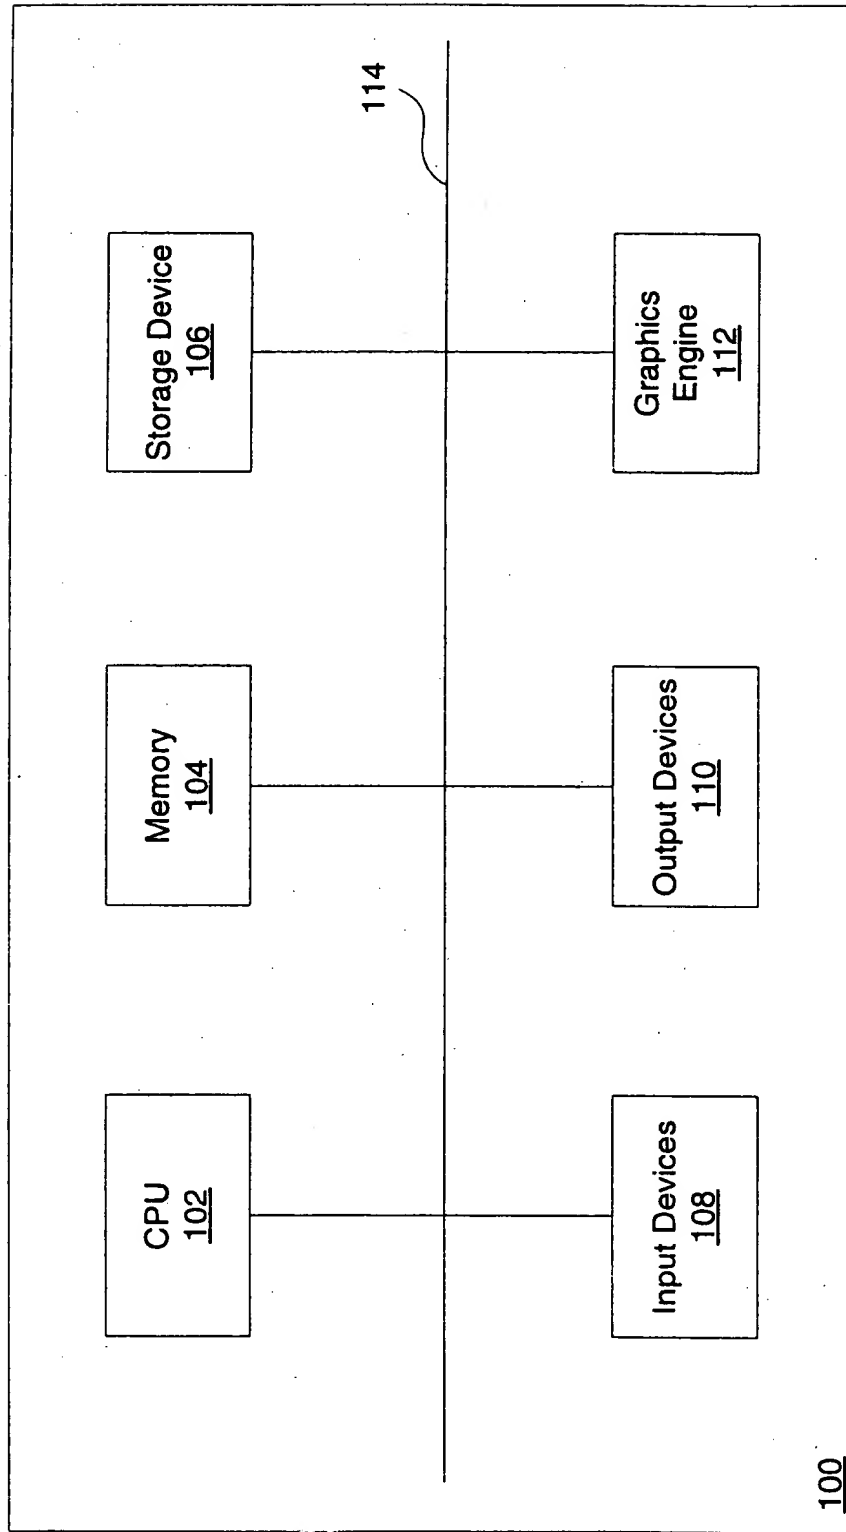 CPU
102
Memory
104
Storage Device
106
114
Input Devices
108
Output Devices
110
Graphics
Engine
112
100